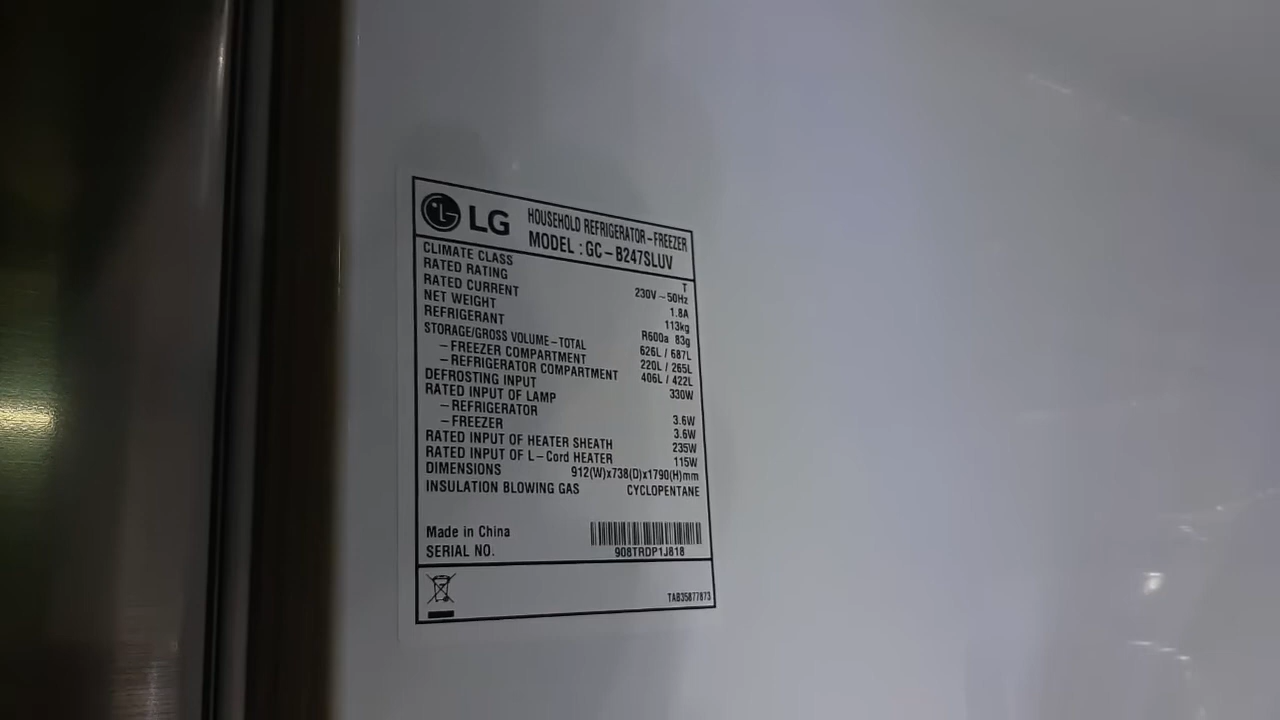 LG HOUSEHOLD REFRIGERATOR-FREEZER
MODEL : GC-B247SLUV
CLIMATE CLASS T
RATED RATING 230V ~ 50Hz
RATED CURRENT 1.8A
NET WEIGHT 113kg
REFRIGERANT R600a 83g
STORAGE/GROSS VOLUME-TOTAL 626L / 687L
- FREEZER COMPARTMENT 220L / 265L
- REFRIGERATOR COMPARTMENT 406L / 422L
DEFROSTING INPUT 330W
RATED INPUT OF LAMP
- REFRIGERATOR 3.6W
- FREEZER 3.6W
RATED INPUT OF HEATER SHEATH 235W
RATED INPUT OF L-Cord HEATER 115W
DIMENSIONS 912(W)x738(D)x1790(H)mm
INSULATION BLOWING GAS CYCLOPENTANE
Made in China
SERIAL NO. 908TRDP1J818
TAB35877873